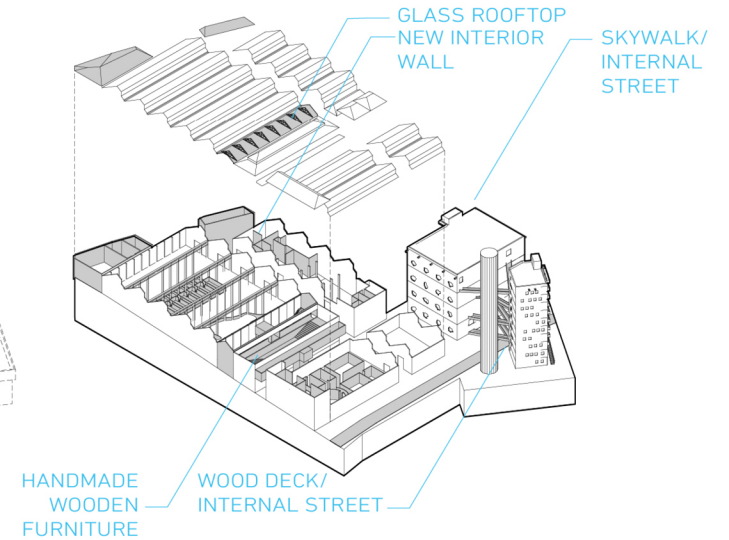 GLASS ROOFTOP
NEW INTERIOR
WALL
SKYWALK/
INTERNAL
STREET
HANDMADE
WOODEN
FURNITURE
WOOD DECK/
INTERNAL STREET